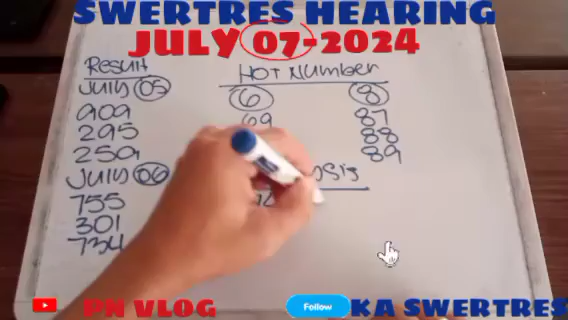 SWERTRES HEARING
JULY 07-2024
Result
HOT NUMBER
JULY 05
6
8
909
69
87
295
88
250
89
JULY 06
755
301
734
PN VLOG
Follow
KA SWERTRES